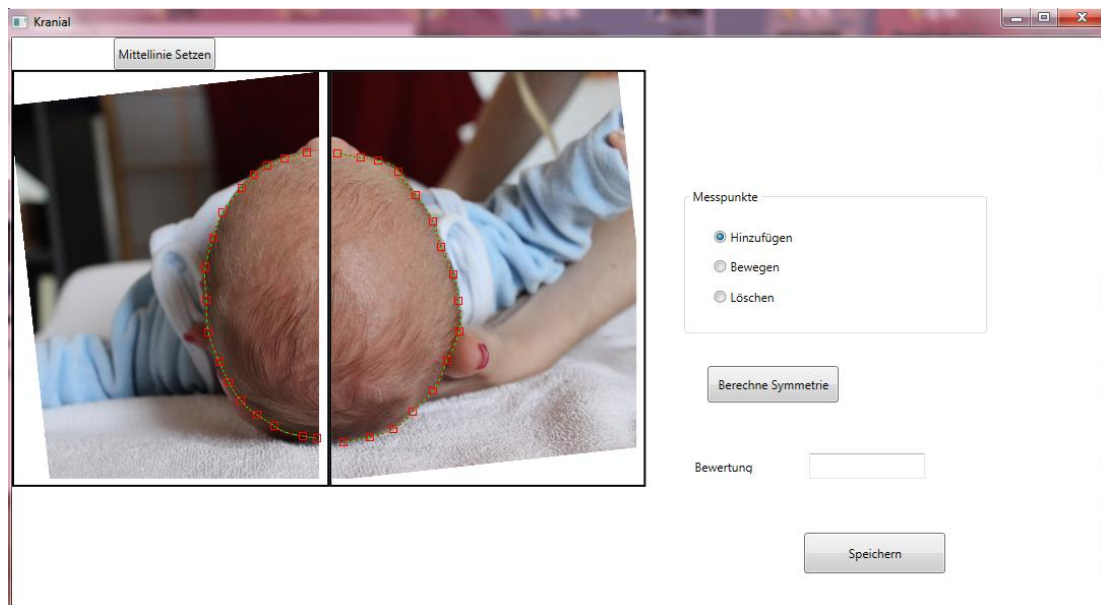 Kranial
Mittellinie Setzen
Messpunkte
Hinzufügen
Bewegen
Löschen
Berechne Symmetrie
Bewertung
Speichern